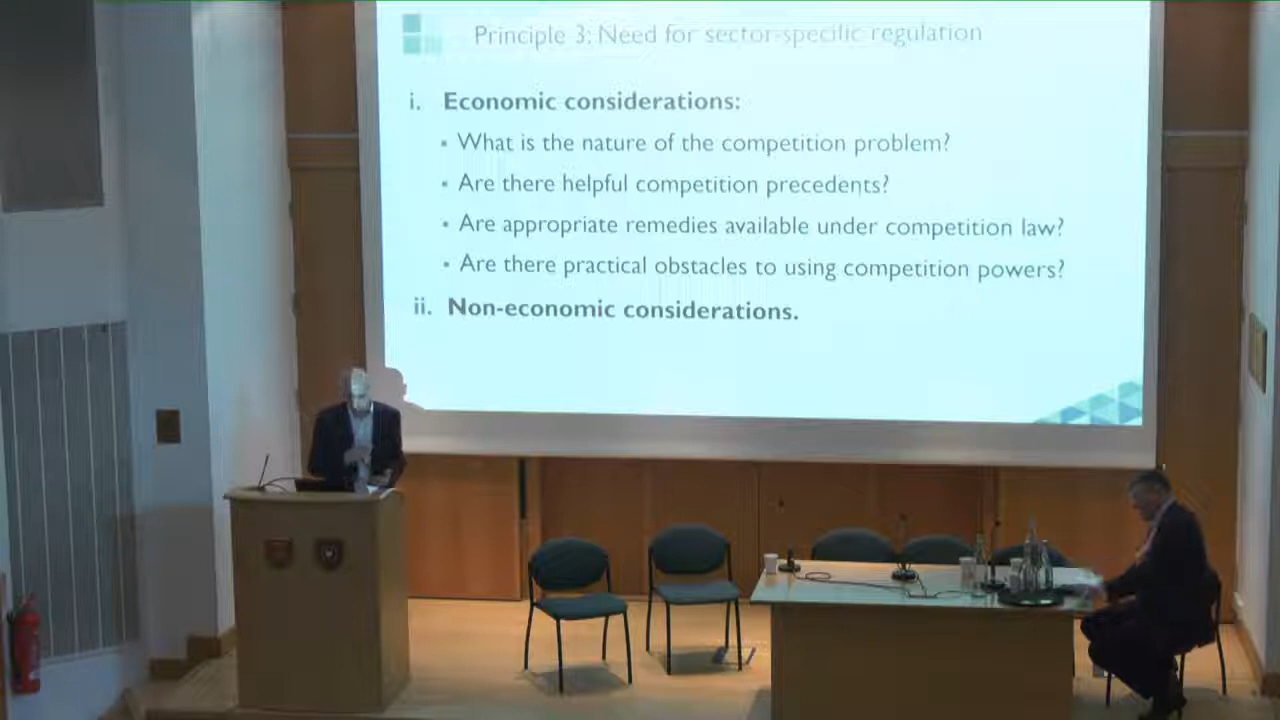 Principle 3: Need for sector-specific regulation
i. Economic considerations:
▪ What is the nature of the competition problem?
▪ Are there helpful competition precedents?
▪ Are appropriate remedies available under competition law?
▪ Are there practical obstacles to using competition powers?
ii. Non-economic considerations.